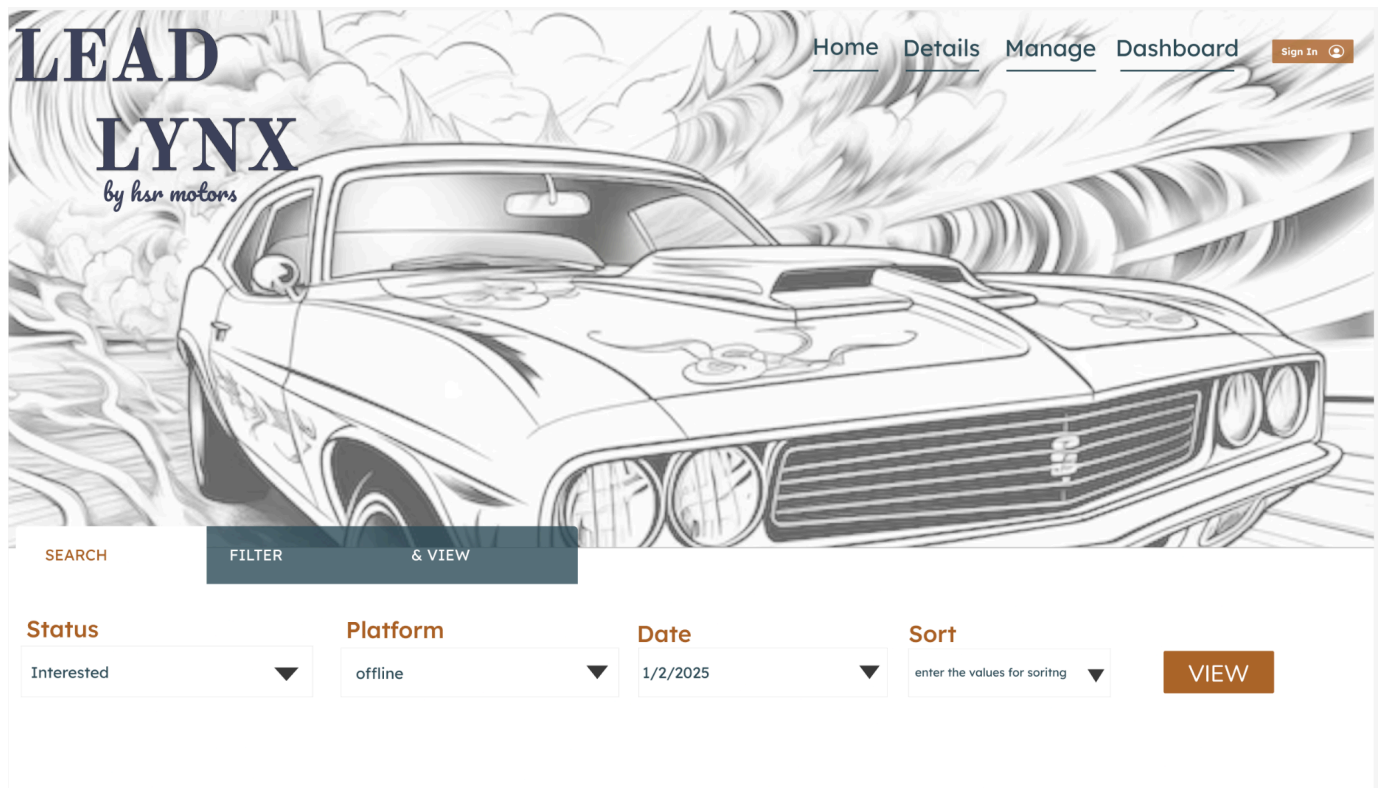 LEAD
LYNX
by hsr motors
Home Details Manage Dashboard Sign In
SEARCH FILTER & VIEW
Status Platform Date Sort
Interested offline 1/2/2025 enter the values for soritng VIEW